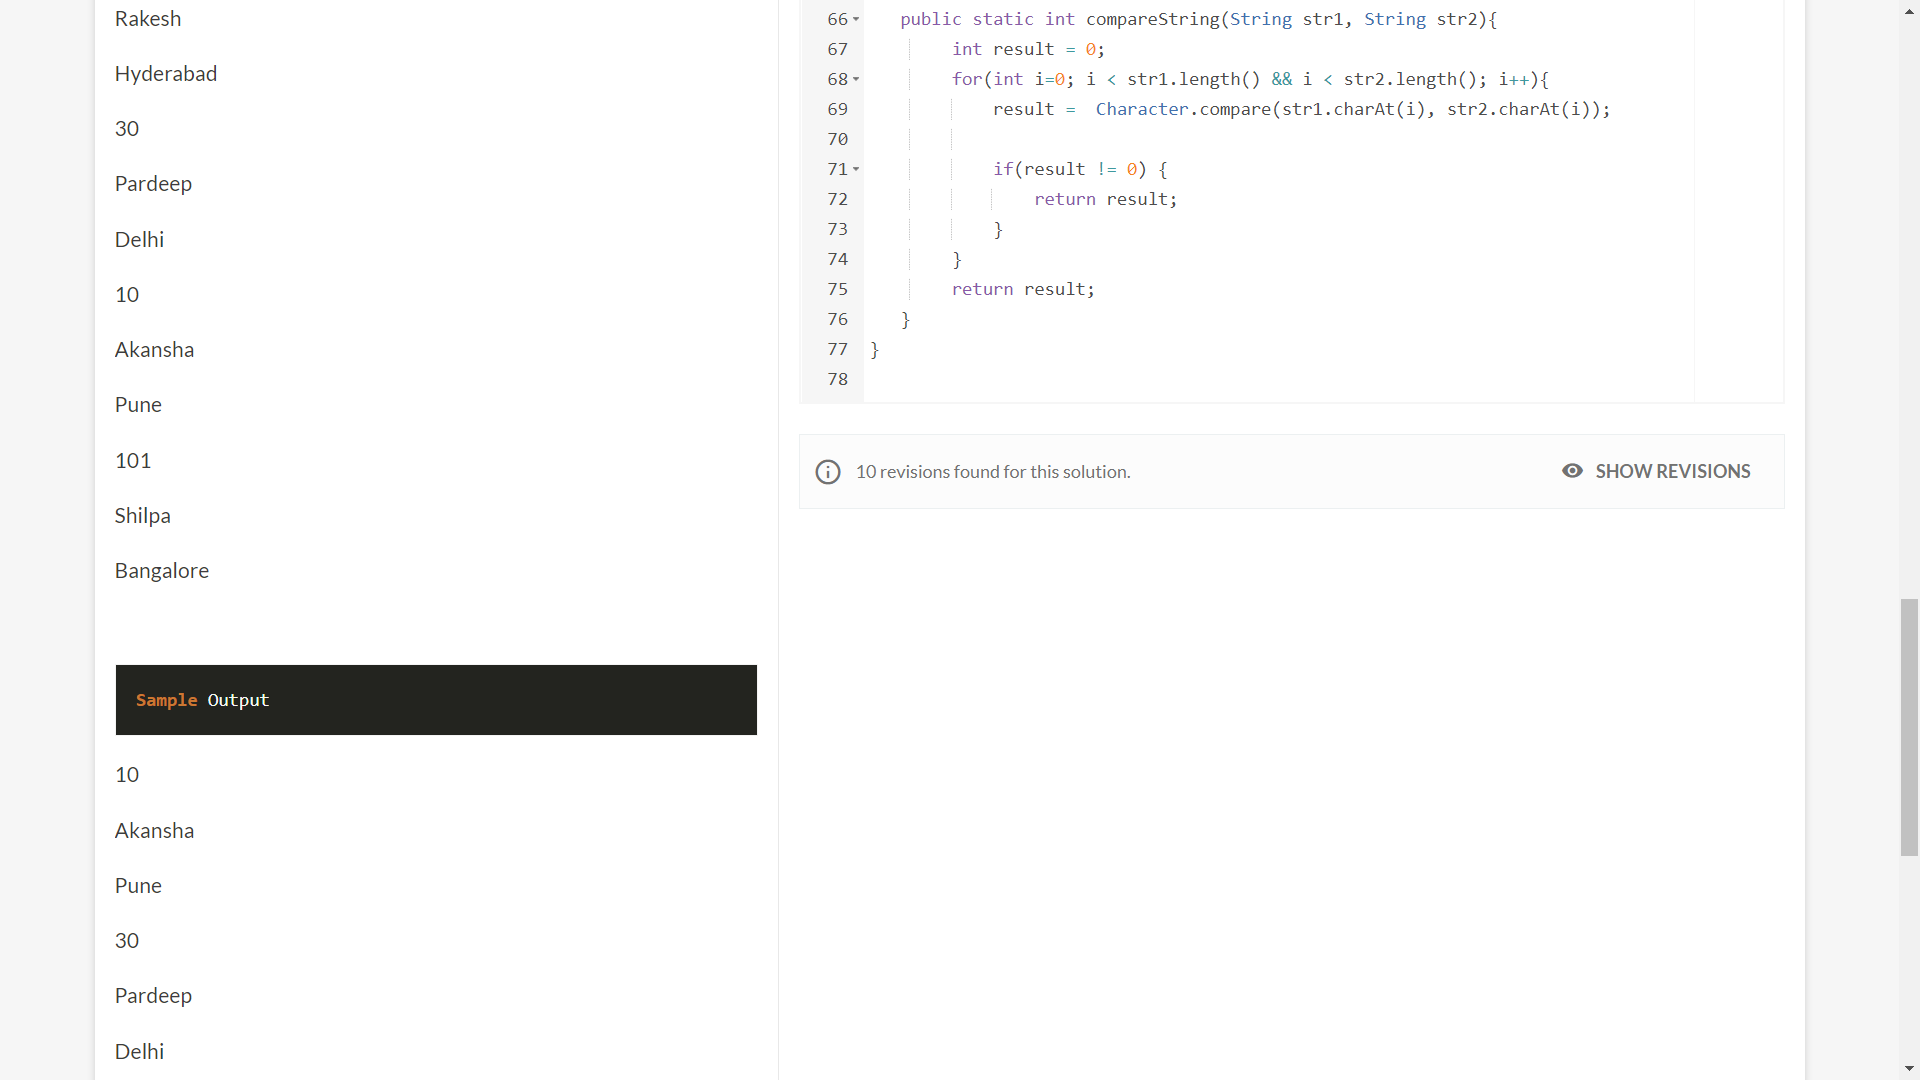 Rakesh
Hyderabad
30
Pardeep
Delhi
10
Akansha
Pune
101
Shilpa
Bangalore
Sample Output
10
Akansha
Pune
30
Pardeep
Delhi
66 public static int compareString(String str1, String str2){
67 int result = 0;
68 for(int i=0; i < str1.length() && i < str2.length(); i++){
69 result =  Character.compare(str1.charAt(i), str2.charAt(i));
70
71 if(result != 0) {
72 return result;
73 }
74 }
75 return result;
76 }
77 }
78
10 revisions found for this solution. SHOW REVISIONS